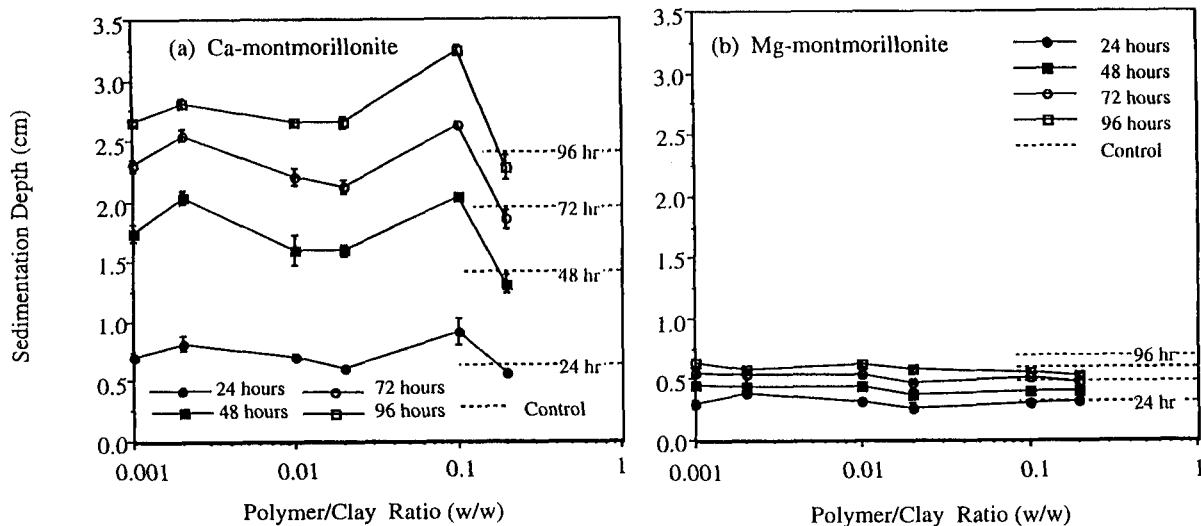 Sedimentation Depth (cm)
3.5
3.0
2.5
2.0
1.5
1.0
0.5
0.0
(a) Ca-montmorillonite
96 hr
72 hr
48 hr
24 hr
24 hours
72 hours
48 hours
96 hours
Control
0.001
0.01
0.1
1
Polymer/Clay Ratio (w/w)
3.5
3.0
2.5
2.0
1.5
1.0
0.5
0.0
(b) Mg-montmorillonite
24 hours
48 hours
72 hours
96 hours
Control
96 hr
24 hr
0.001
0.01
0.1
1
Polymer/Clay Ratio (w/w)